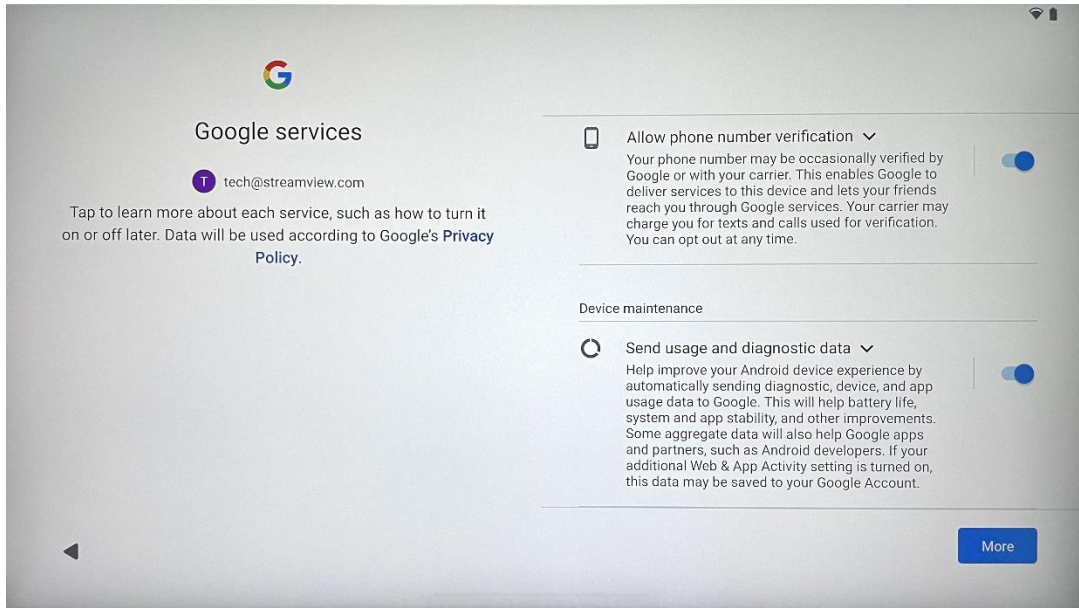 Google services
T
tech@streamview.com
Tap to learn more about each service, such as how to turn it
on or off later. Data will be used according to Google's Privacy
Policy.
Allow phone number verification
Your phone number may be occasionally verified by
Google or with your carrier. This enables Google to
deliver services to this device and lets your friends
reach you through Google services. Your carrier may
charge you for texts and calls used for verification.
You can opt out at any time.
Device maintenance
Send usage and diagnostic data
Help improve your Android device experience by
automatically sending diagnostic, device, and app
usage data to Google. This will help battery life,
system and app stability, and other improvements.
Some aggregate data will also help Google apps
and partners, such as Android developers. If your
additional Web & App Activity setting is turned on,
this data may be saved to your Google Account.
More